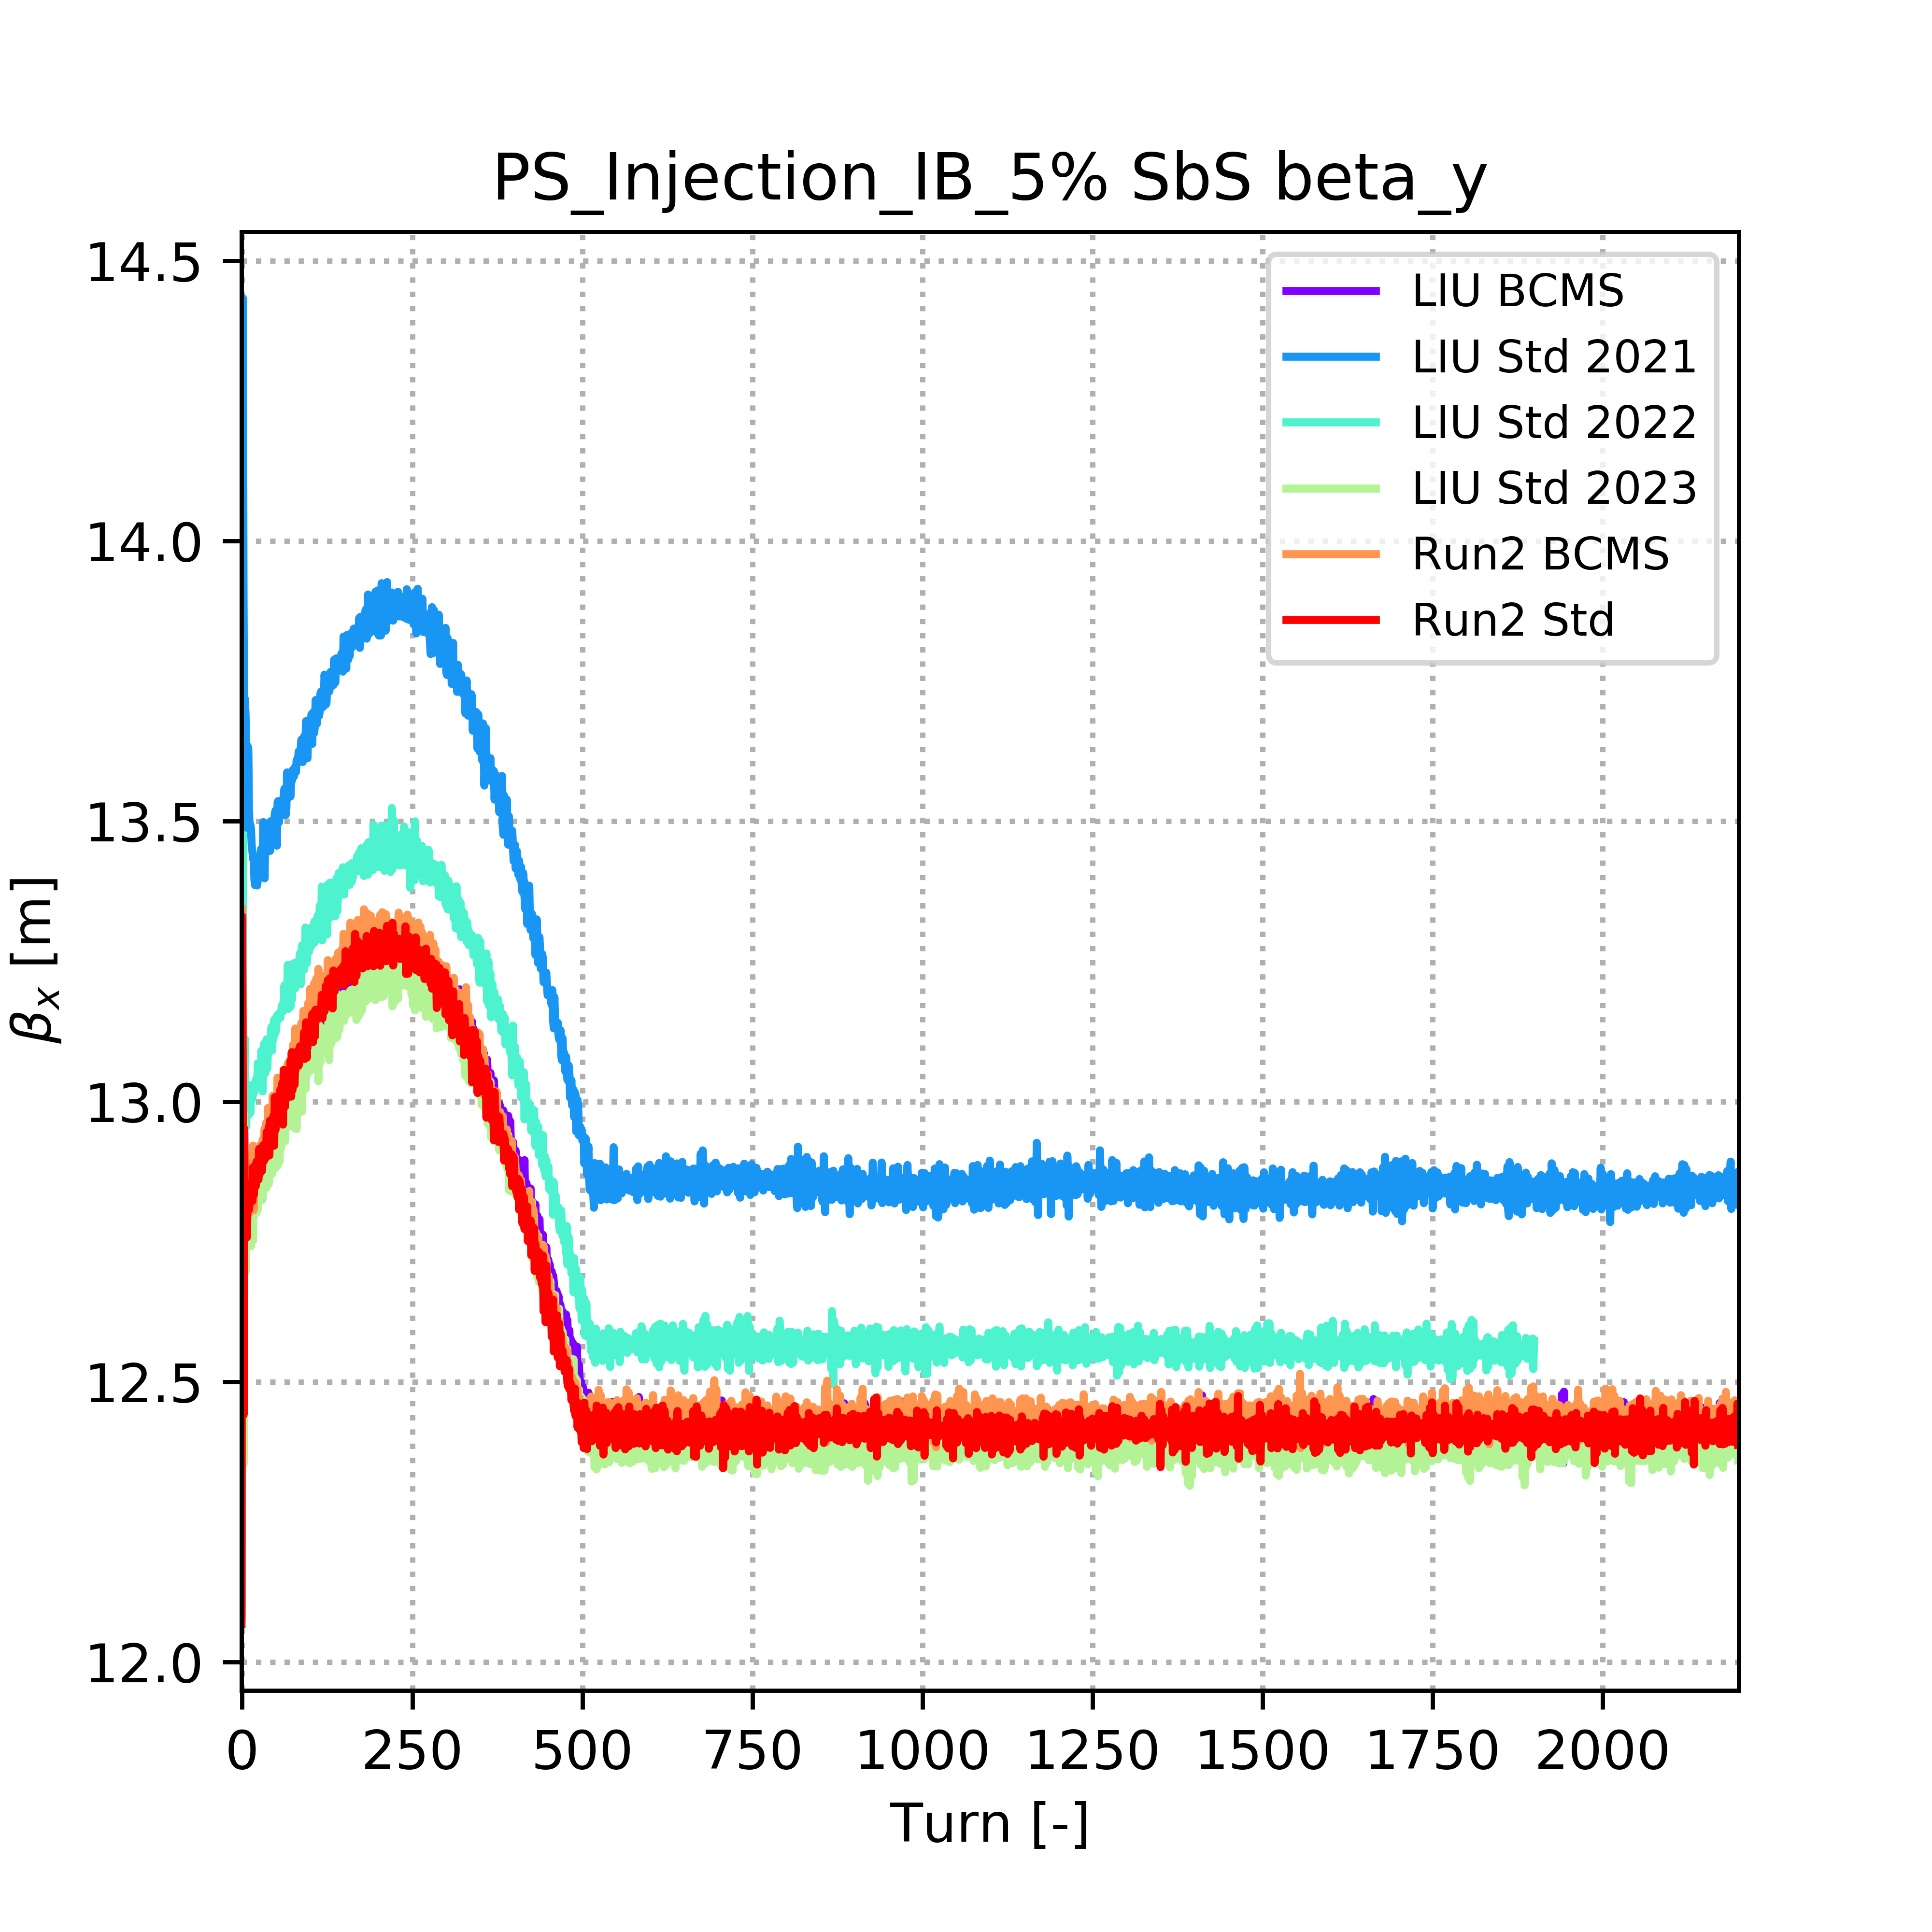 PS_Injection_IB_5% SbS beta_y
14.5
14.0
13.5
13.0
12.5
12.0
βx [m]
LIU BCMS
LIU Std 2021
LIU Std 2022
LIU Std 2023
Run2 BCMS
Run2 Std
0 250 500 750 1000 1250 1500 1750 2000
Turn [-]